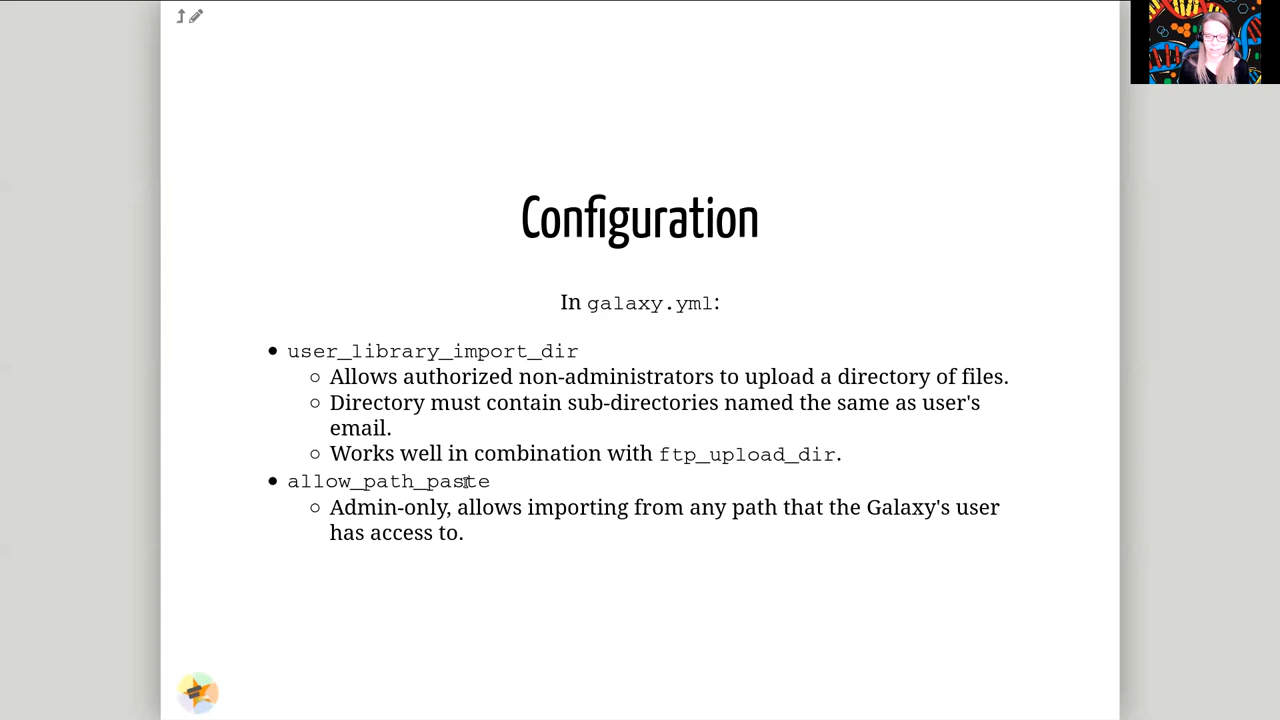 Configuration
In galaxy.yml:
user_library_import_dir
Allows authorized non-administrators to upload a directory of files.
Directory must contain sub-directories named the same as user's
email.
Works well in combination with ftp_upload_dir.
allow_path_paste
Admin-only, allows importing from any path that the Galaxy's user
has access to.